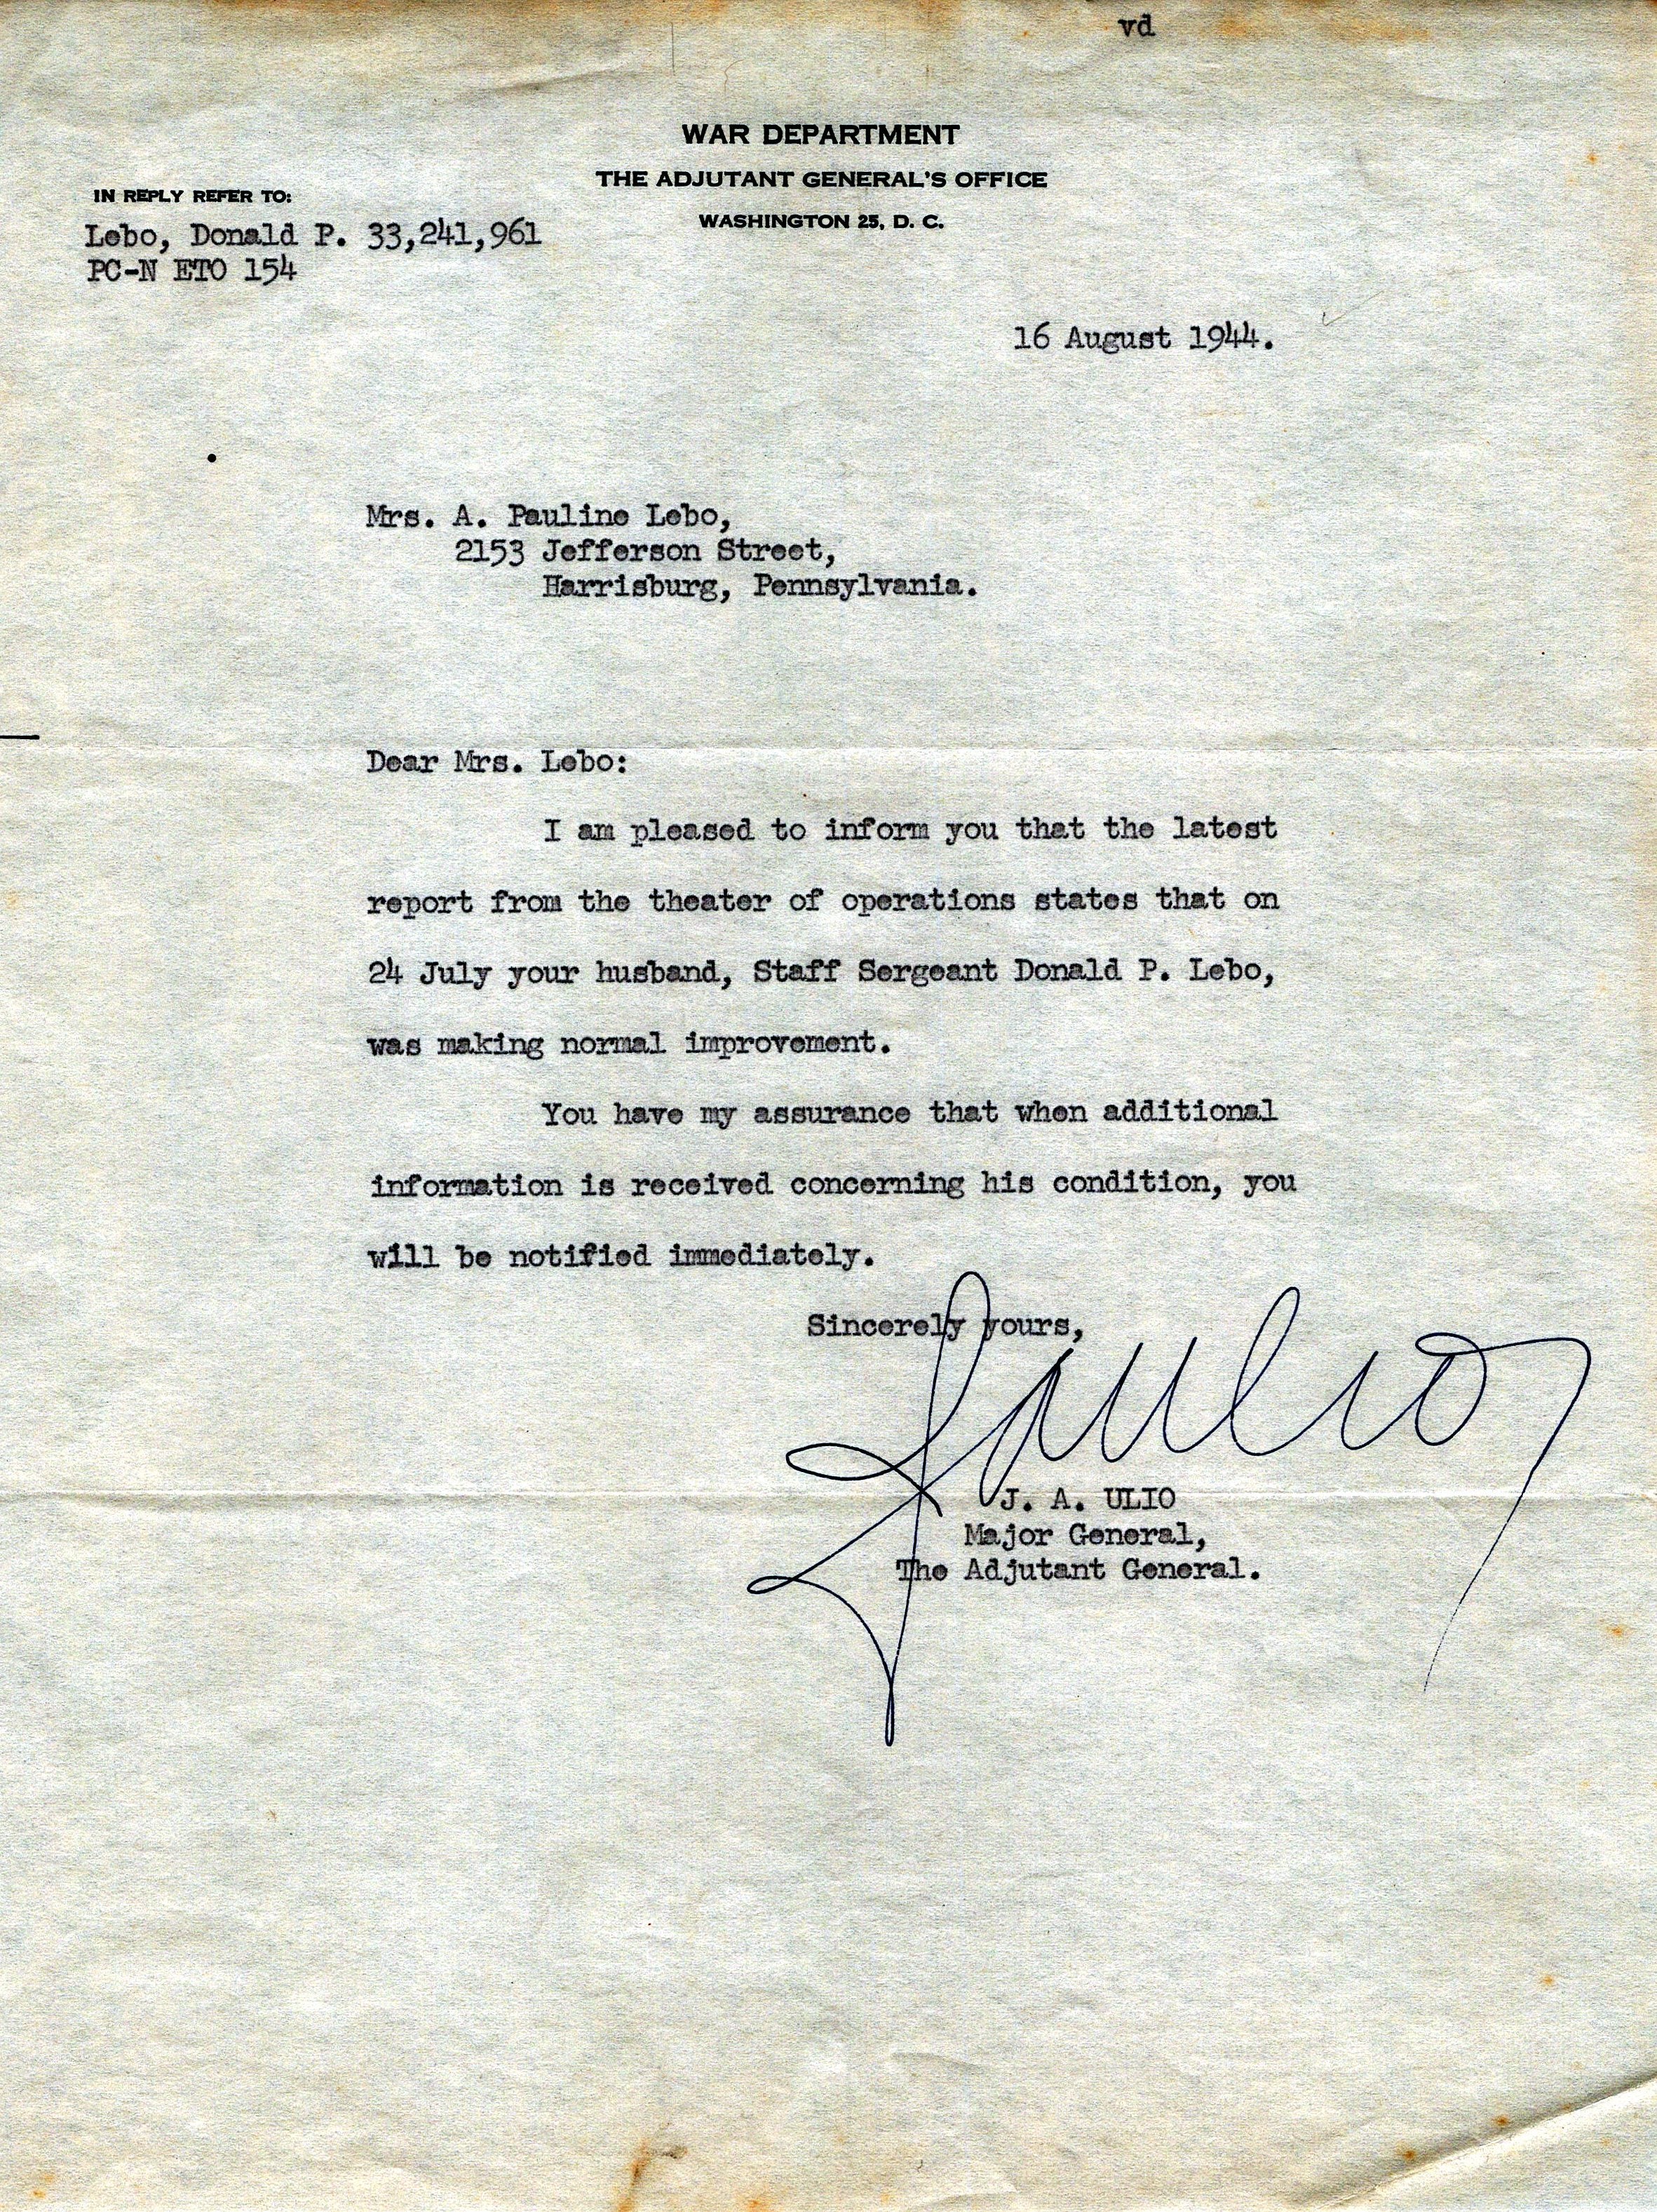 vd
WAR DEPARTMENT
THE ADJUTANT GENERAL'S OFFICE
WASHINGTON 25, D. C.
IN REPLY REFER TO:
Lebo, Donald P. 33,241,961
PC-N ETO 154
16 August 1944.
Mrs. A. Pauline Lebo,
2153 Jefferson Street,
Harrisburg, Pennsylvania.
Dear Mrs. Lebo:
I am pleased to inform you that the latest
report from the theater of operations states that on
24 July your husband, Staff Sergeant Donald P. Lebo,
was making normal improvement.
You have my assurance that when additional
information is received concerning his condition, you
will be notified immediately.
Sincerely yours,
J A Ulio
J. A. ULIO
Major General,
The Adjutant General.